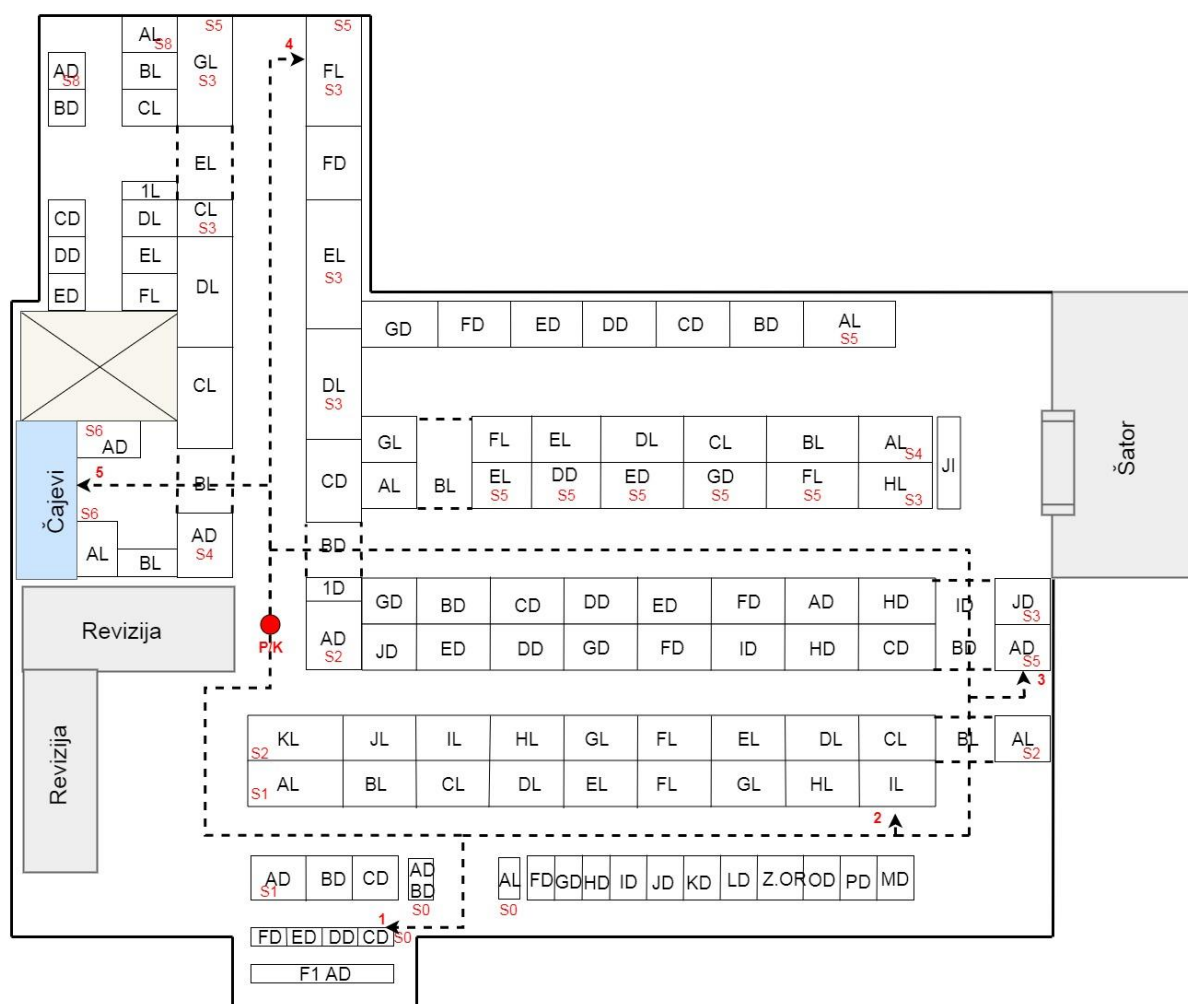 AL S8 S5 S5
4
AD S8 BL GL S3 FL S3
BD CL
EL FD
1L
CD DL CL S3
DD EL DL EL S3
ED FL
GD FD ED DD CD BD AL S5
CL DL S3
S6 AD GL FL EL DL CL BL AL S4
Čajevi 5 BL CD AL BL EL S5 DD S5 ED S5 GD S5 FL S5 HL S3 JI Šator
S6 AL BL AD S4 BD
1D GD BD CD DD ED FD AD HD ID JD S3
Revizija P/K AD S2 JD ED DD GD FD ID HD CD BD AD S5
3
Revizija S2 KL JL IL HL GL FL EL DL CL BL AL S2
S1 AL BL CL DL EL FL GL HL IL
2
AD S1 BD CD AD BD S0 AL S0 FD GD HD ID JD KD LD Z.OR OD PD MD
1
FD ED DD CD S0
F1 AD